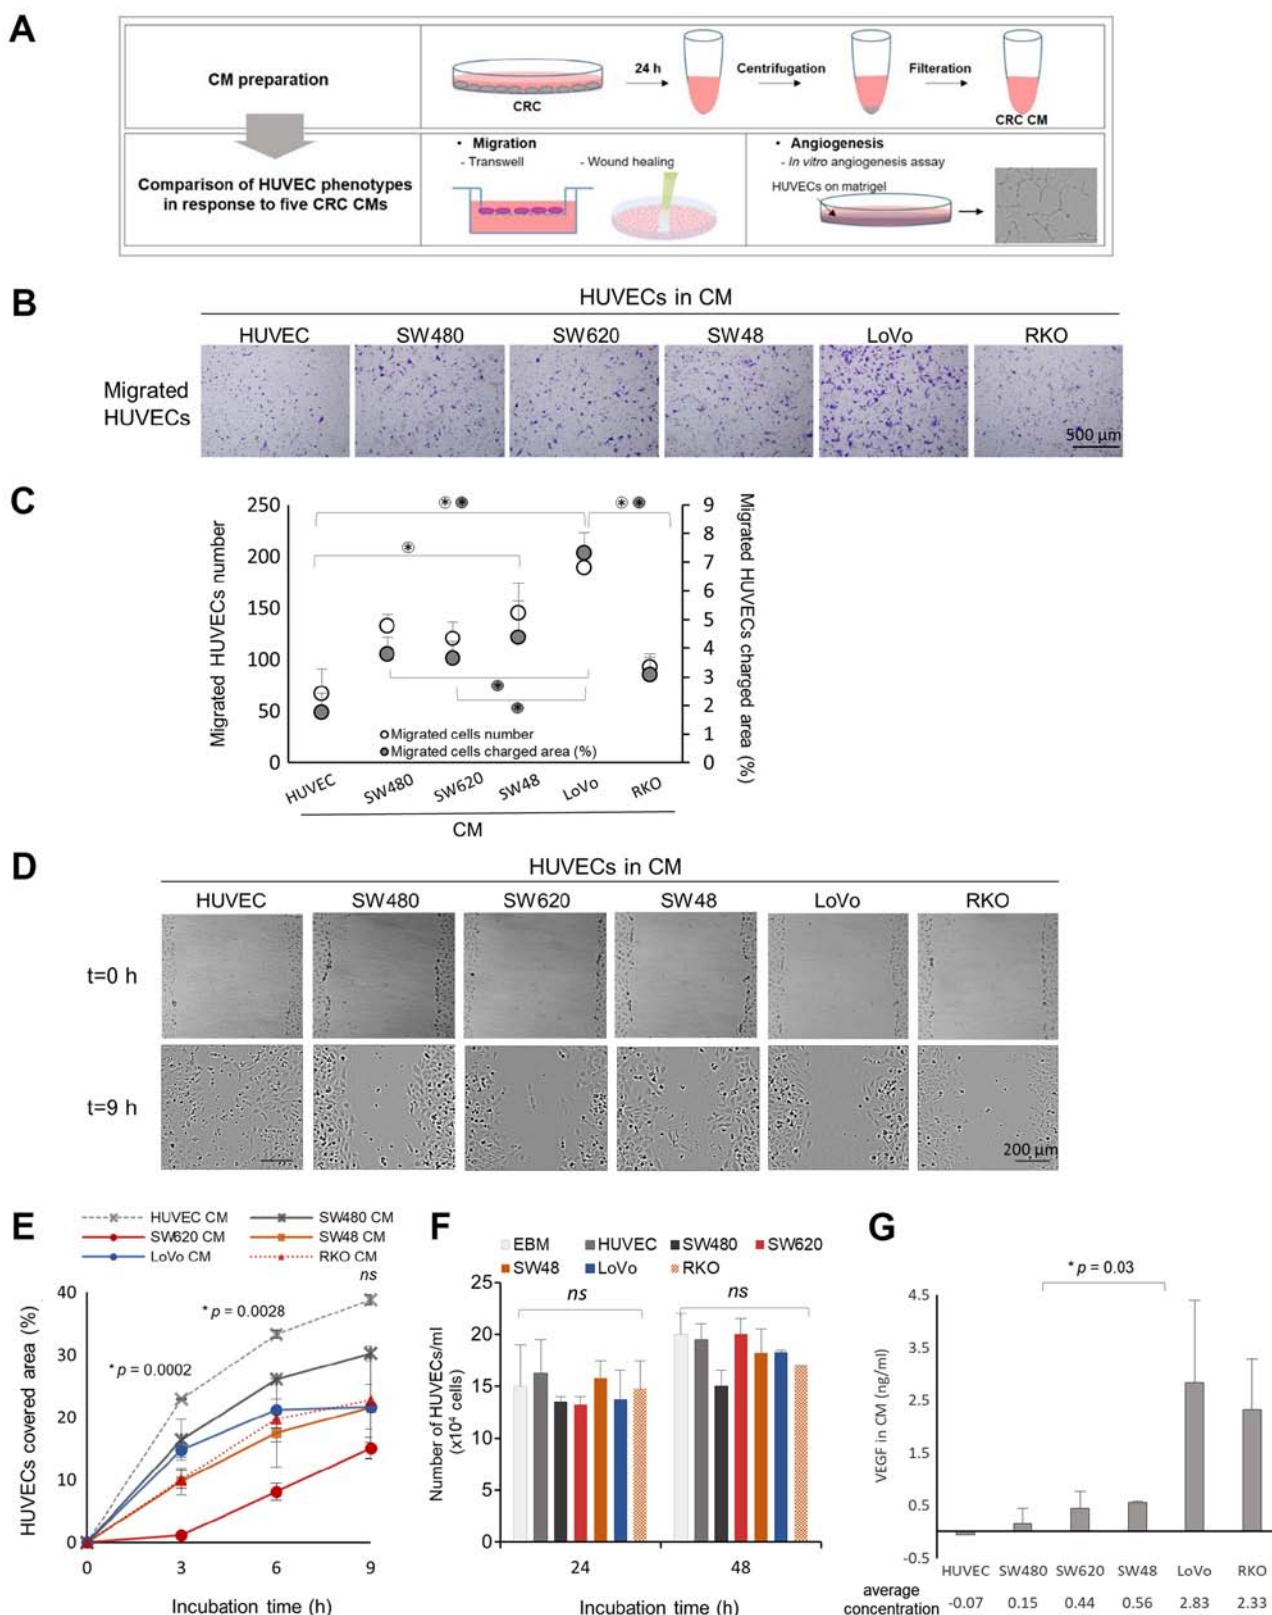 A
CM preparation
24 h
Centrifugation
Filteration
CRC
CRC CM
Comparison of HUVEC phenotypes
in response to five CRC CMs
• Migration
- Transwell
- Wound healing
• Angiogenesis
- In vitro angiogenesis assay
HUVECs on matrigel
B
HUVECs in CM
HUVEC SW480 SW620 SW48 LoVo RKO
Migrated
HUVECs
500 µm
C
Migrated HUVECs number
250
200
150
100
50
0
* *
* *
*
*
*
Migrated cells number
Migrated cells charged area (%)
9
8
7
6
5
4
3
2
1
0
Migrated HUVECs charged area (%)
HUVEC SW480 SW620 SW48 LoVo RKO
CM
D
HUVECs in CM
HUVEC SW480 SW620 SW48 LoVo RKO
t=0 h
t=9 h
200 µm
E
HUVEC CM SW480 CM
SW620 CM SW48 CM
LoVo CM RKO CM
ns
* p = 0.0028
* p = 0.0002
HUVECs covered area (%)
40
30
20
10
0
0 3 6 9
Incubation time (h)
F
EBM HUVEC SW480 SW620
SW48 LoVo RKO
ns ns
Number of HUVECs/ml
(x10⁴ cells)
25
20
15
10
5
0
24 48
Incubation time (h)
G
* p = 0.03
VEGF in CM (ng/ml)
4.5
3.5
2.5
1.5
0.5
-0.5
HUVEC SW480 SW620 SW48 LoVo RKO
average
concentration -0.07 0.15 0.44 0.56 2.83 2.33